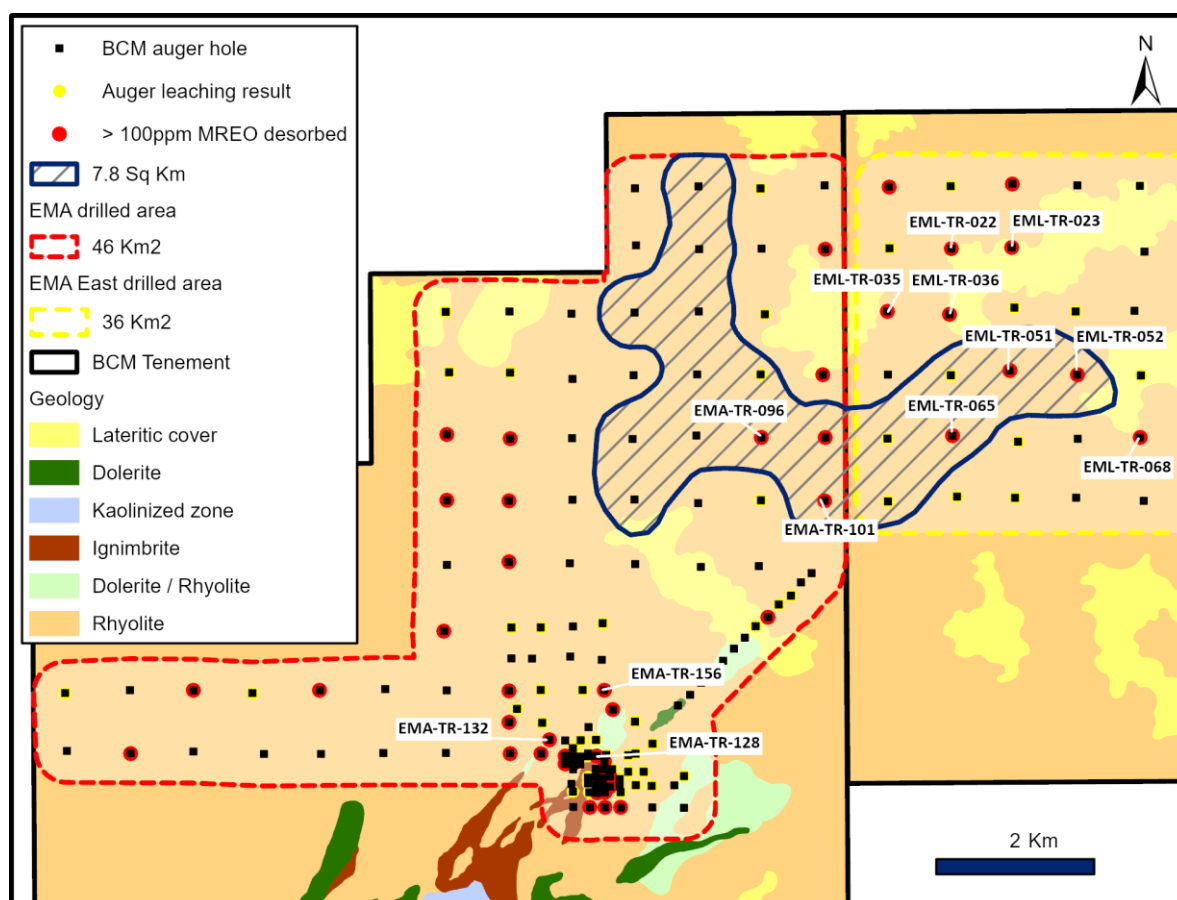 BCM auger hole
Auger leaching result
> 100ppm MREO desorbed
7.8 Sq Km
EMA drilled area
46 Km2
EMA East drilled area
36 Km2
BCM Tenement
Geology
Lateritic cover
Dolerite
Kaolinized zone
Ignimbrite
Dolerite / Rhyolite
Rhyolite
N
EML-TR-022
EML-TR-023
EML-TR-035
EML-TR-036
EML-TR-051
EML-TR-052
EMA-TR-096
EML-TR-065
EML-TR-068
EMA-TR-101
EMA-TR-156
EMA-TR-132
EMA-TR-128
2 Km